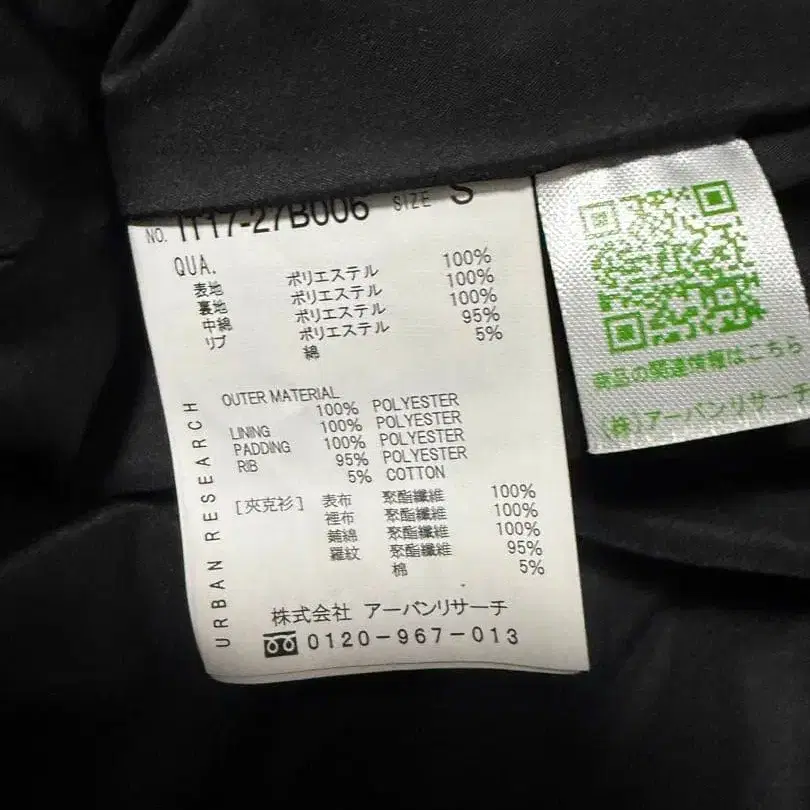 NO. IT17-27B006 SIZE S
QUA.
表地 ポリエステル 100%
裏地 ポリエステル 100%
中綿 ポリエステル 100%
リブ ポリエステル 95%
綿 5%
OUTER MATERIAL
100% POLYESTER
LINING 100% POLYESTER
PADDING 100% POLYESTER
RIB 95% POLYESTER
5% COTTON
[夾克衫] 表布 聚酯纖維 100%
裡布 聚酯纖維 100%
鋪綿 聚酯纖維 100%
羅紋 聚酯纖維 95%
棉 5%
URBAN RESEARCH
株式会社 アーバンリサーチ
0120-967-013
商品の関連情報はこちら
(株)アーバンリサーチ